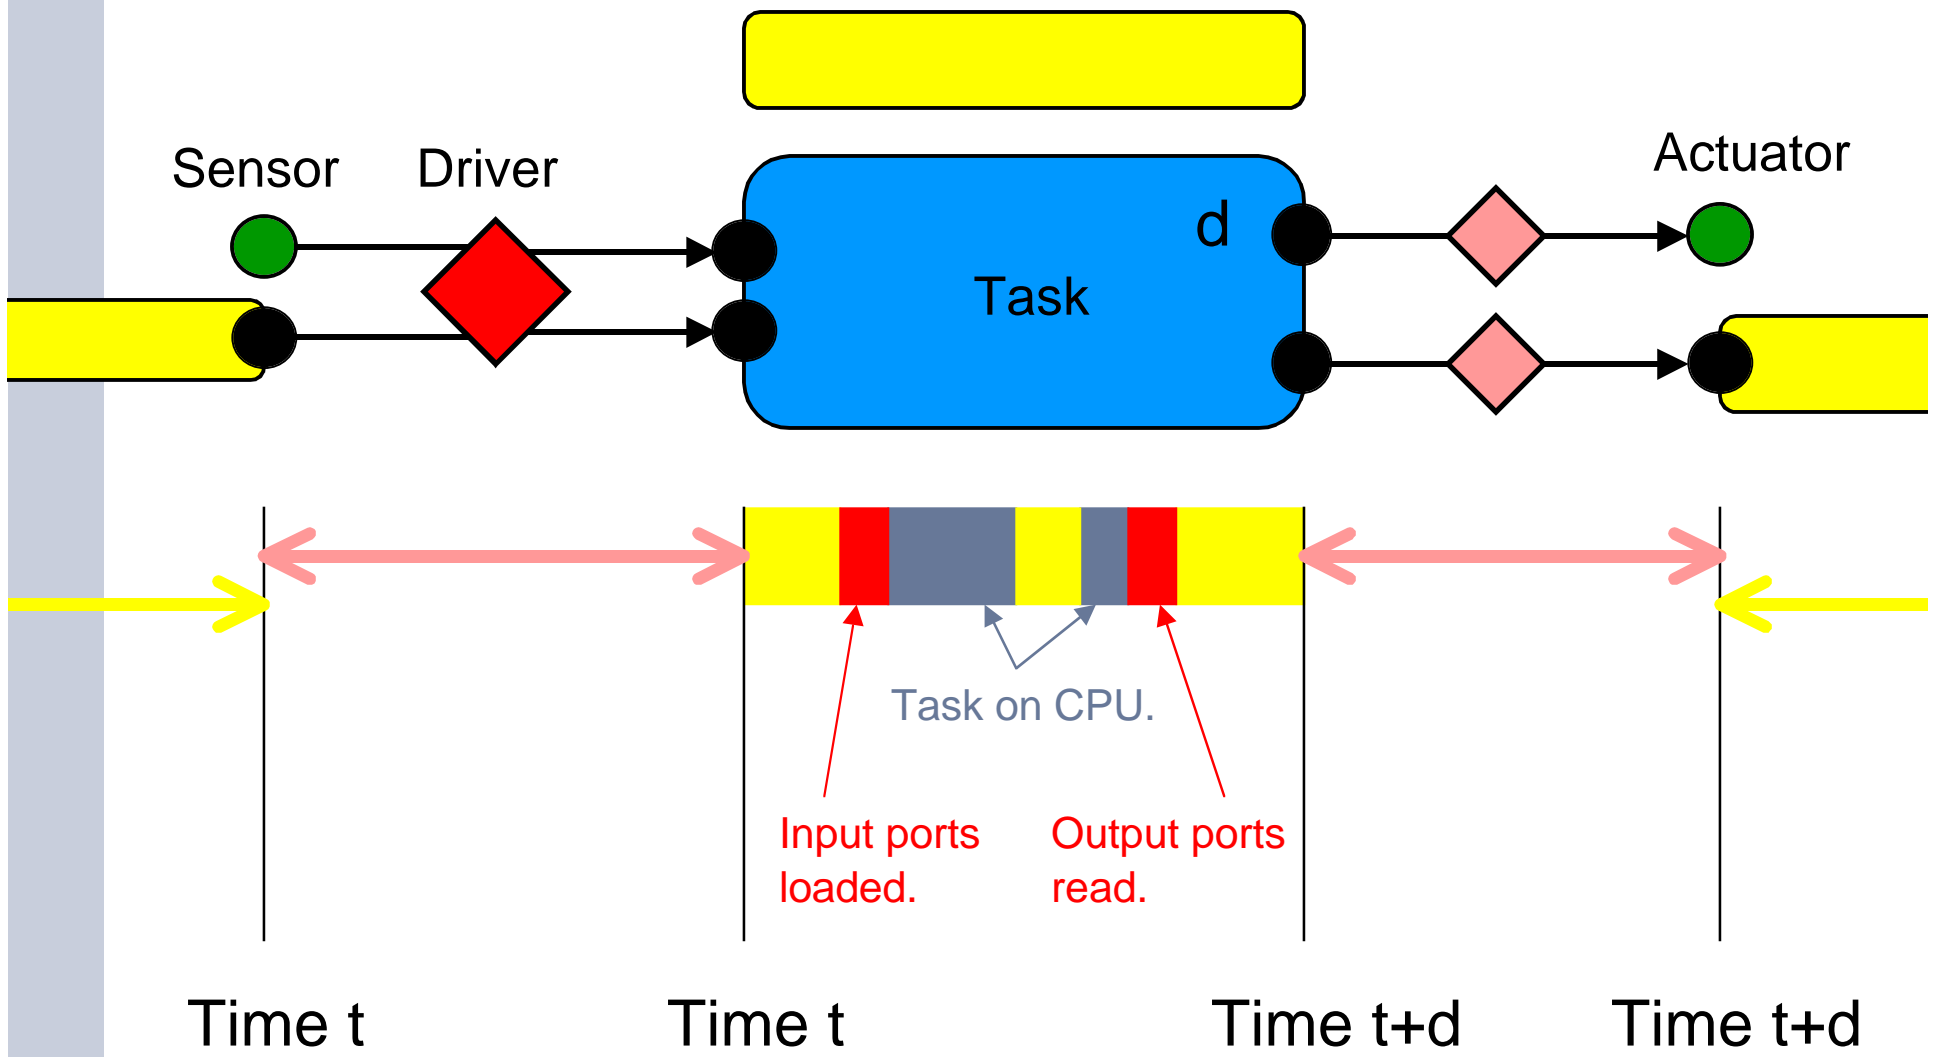 Sensor
Driver
Actuator
d
Task
Task on CPU.
Input ports
loaded.
Output ports
read.
Time t
Time t
Time t+d
Time t+d